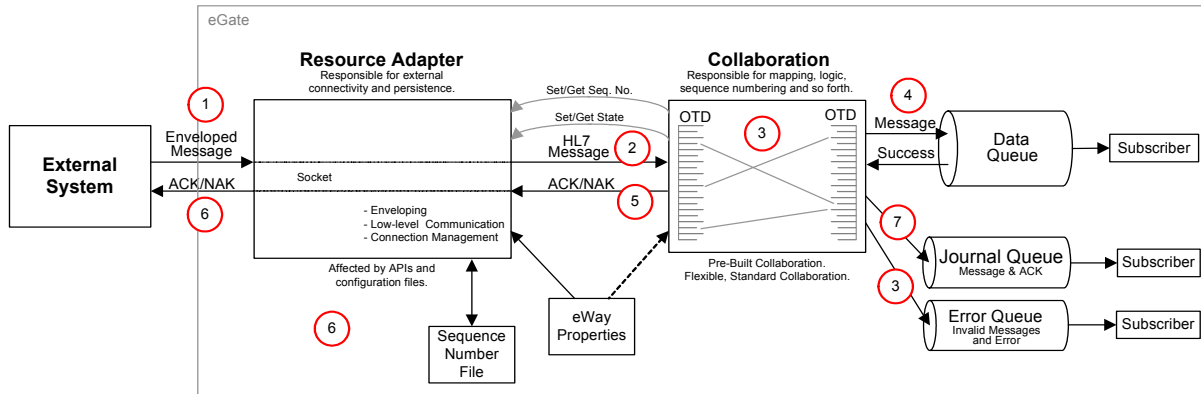 eGate
Resource Adapter
Responsible for external
connectivity and persistence.
Collaboration
Responsible for mapping, logic,
sequence numbering and so forth.
1
Enveloped
Message
External
System
ACK/NAK
6
Socket
- Enveloping
- Low-level Communication
- Connection Management
Affected by APIs and
configuration files.
6
Sequence
Number
File
eWay
Properties
Set/Get Seq. No.
Set/Get State
HL7
Message
2
ACK/NAK
5
OTD
3
OTD
Pre-Built Collaboration.
Flexible, Standard Collaboration.
4
Message
Success
Data
Queue
Subscriber
7
Journal Queue
Message & ACK
Subscriber
3
Error Queue
Invalid Messages
and Error
Subscriber